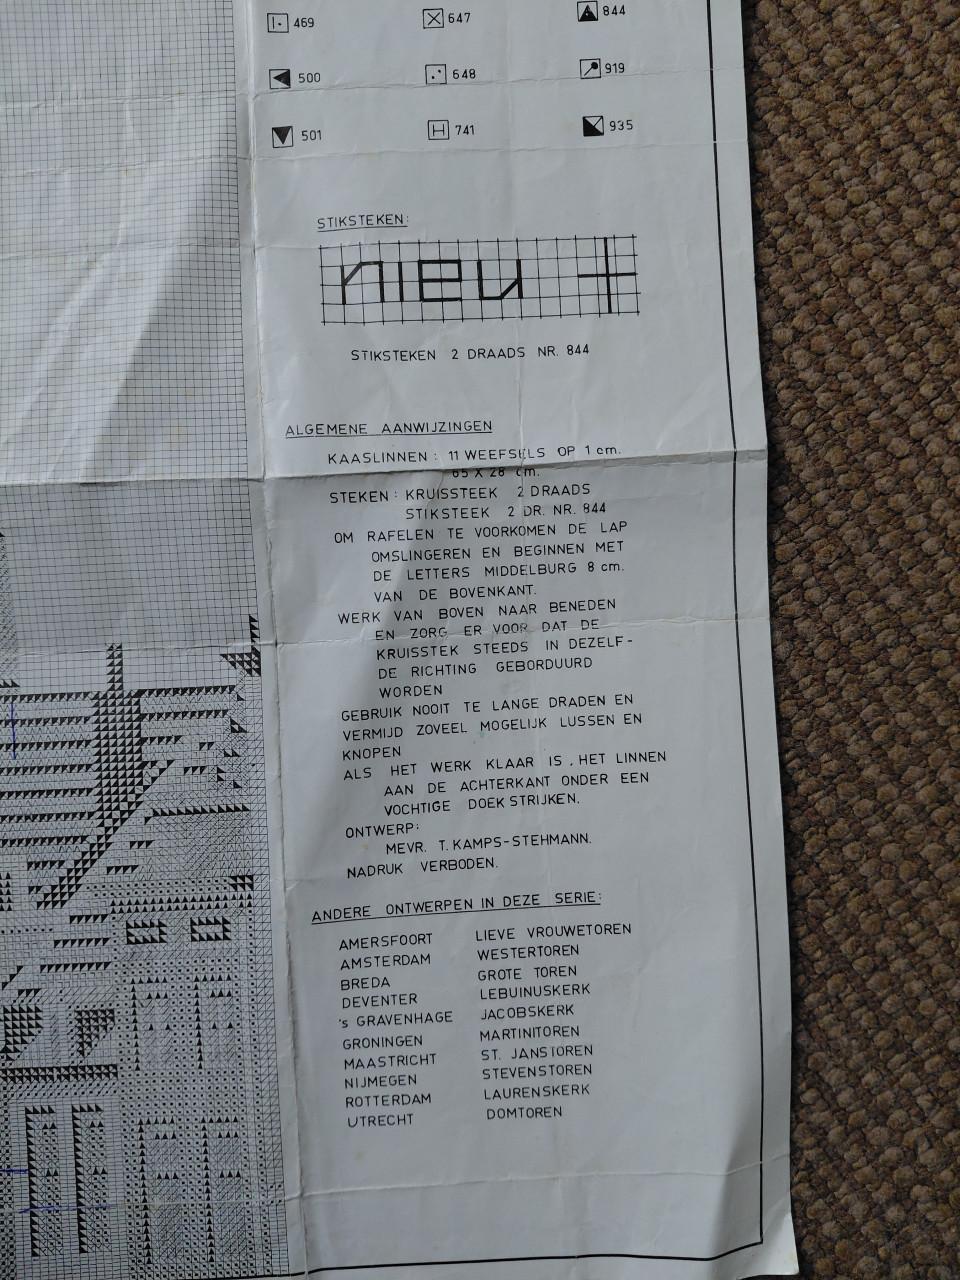 469 647 844
500 648 919
501 741 935
STIKSTEKEN:
nieu
STIKSTEKEN 2 DRAADS NR. 844
ALGEMENE AANWIJZINGEN
KAASLINNEN : 11 WEEFSELS OP 1 cm.
65 X 28 cm.
STEKEN : KRUISSTEEK 2 DRAADS
STIKSTEEK 2 DR. NR. 844
OM RAFELEN TE VOORKOMEN DE LAP
OMSLINGEREN EN BEGINNEN MET
DE LETTERS MIDDELBURG 8 cm.
VAN DE BOVENKANT.
WERK VAN BOVEN NAAR BENEDEN
EN ZORG ER VOOR DAT DE
KRUISSTEK STEEDS IN DEZELF-
DE RICHTING GEBORDUURD
WORDEN
GEBRUIK NOOIT TE LANGE DRADEN EN
VERMIJD ZOVEEL MOGELIJK LUSSEN EN
KNOPEN
ALS HET WERK KLAAR IS, HET LINNEN
AAN DE ACHTERKANT ONDER EEN
VOCHTIGE DOEK STRIJKEN.
ONTWERP:
MEVR. T. KAMPS-STEHMANN.
NADRUK VERBODEN.
ANDERE ONTWERPEN IN DEZE SERIE:
AMERSFOORT LIEVE VROUWETOREN
AMSTERDAM WESTERTOREN
BREDA GROTE TOREN
DEVENTER LEBUINUSKERK
's GRAVENHAGE JACOBSKERK
GRONINGEN MARTINITOREN
MAASTRICHT ST. JANSTOREN
NIJMEGEN STEVENSTOREN
ROTTERDAM LAURENSKERK
UTRECHT DOMTOREN